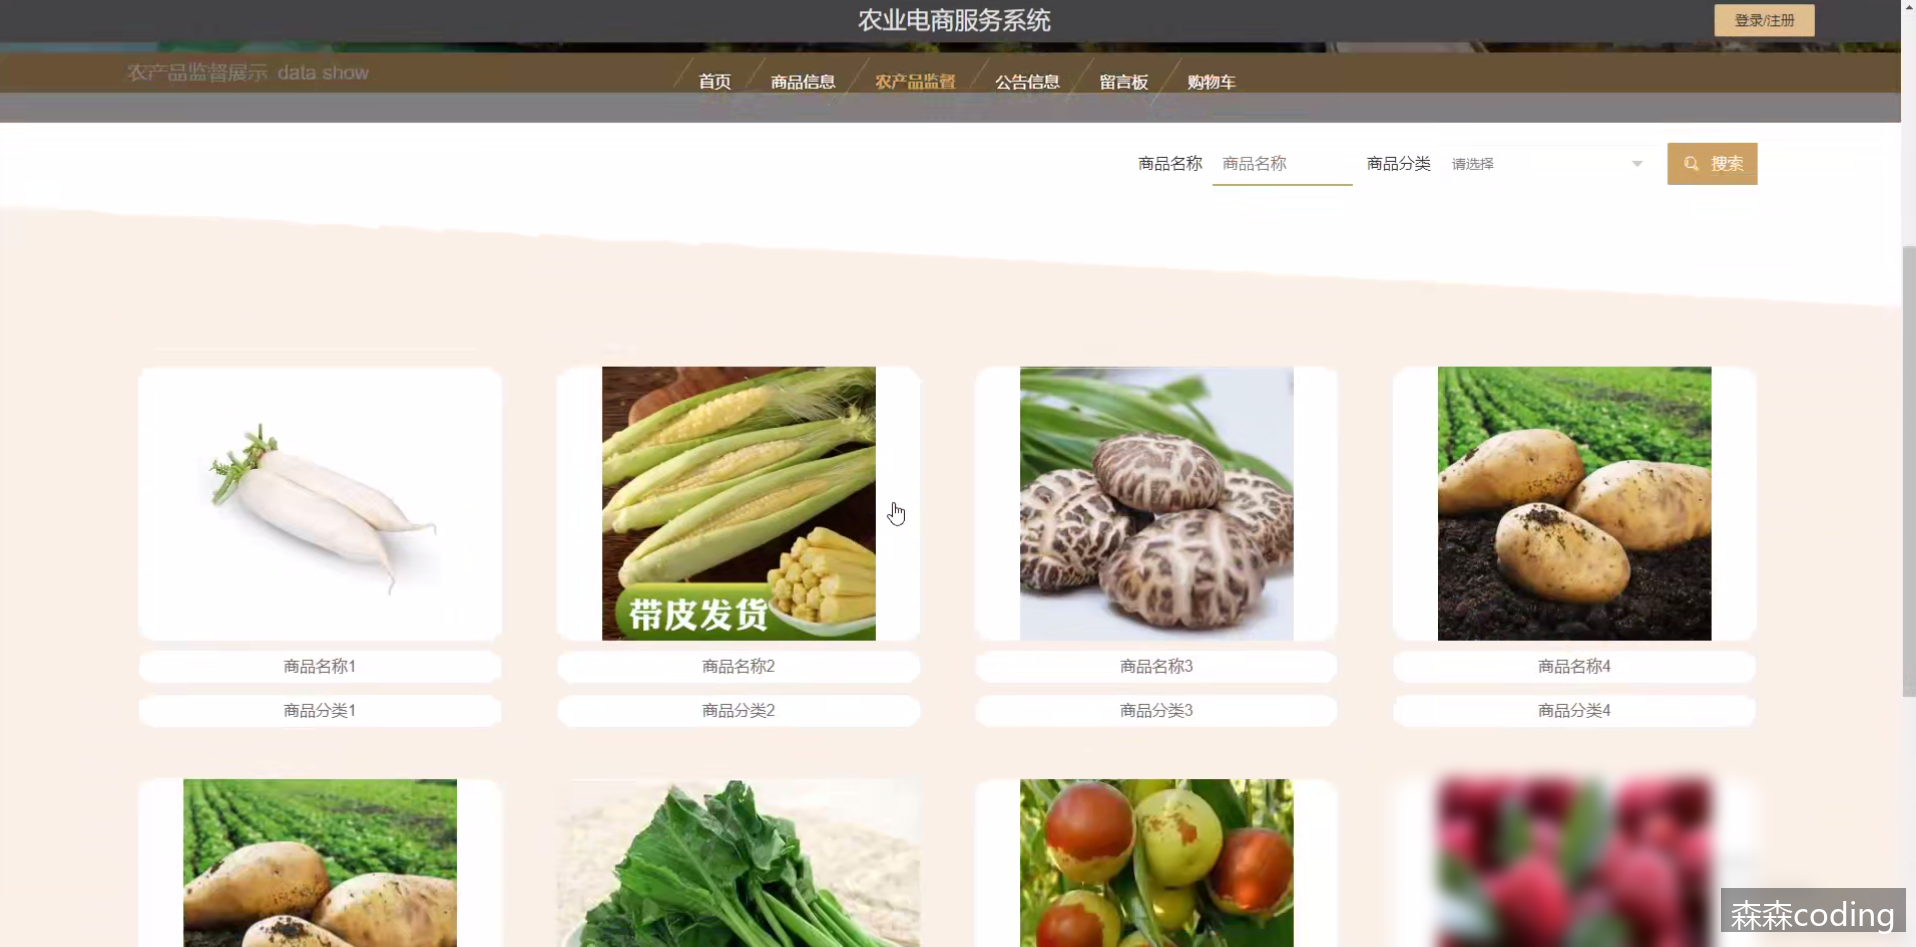 农业电商服务系统
登录/注册
农产品监督展示 data show
首页
商品信息
农产品监督
公告信息
留言板
购物车
商品名称
商品名称
商品分类
请选择
搜索
带皮发货
商品名称1
商品名称2
商品名称3
商品名称4
商品分类1
商品分类2
商品分类3
商品分类4
森森coding